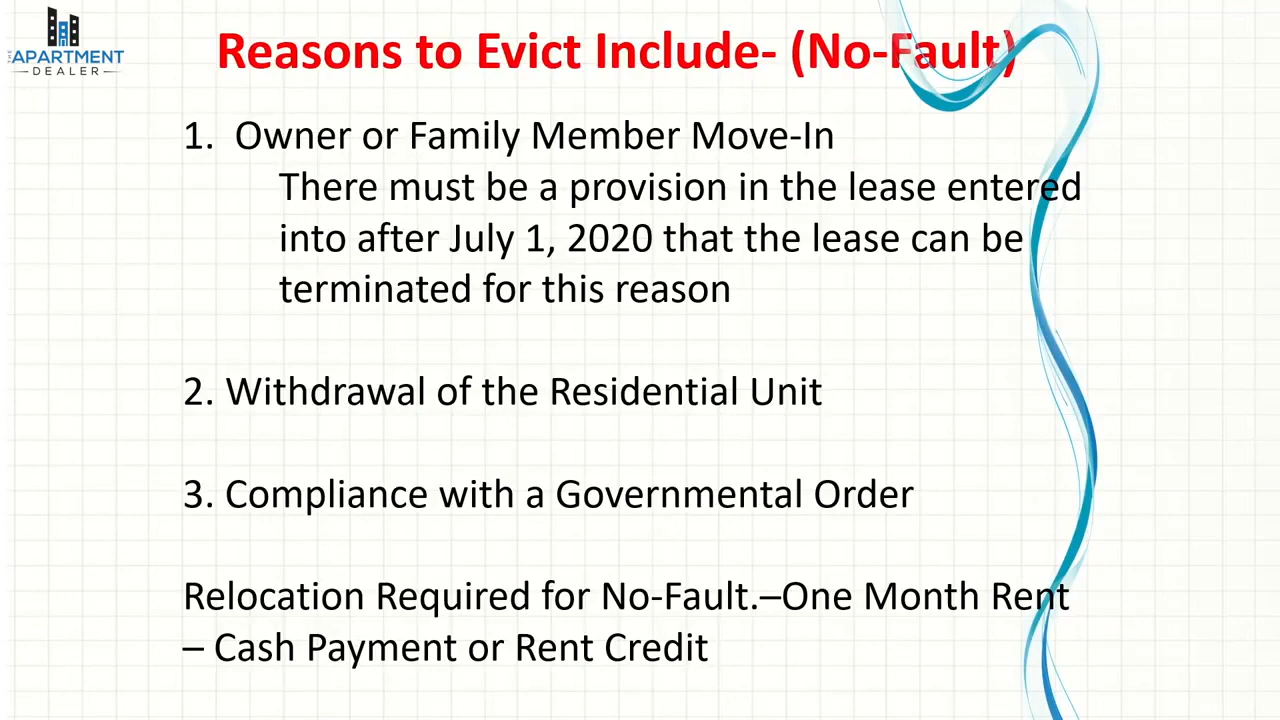 THE
APARTMENT
DEALER
Reasons to Evict Include- (No-Fault)
1. Owner or Family Member Move-In
There must be a provision in the lease entered
into after July 1, 2020 that the lease can be
terminated for this reason
2. Withdrawal of the Residential Unit
3. Compliance with a Governmental Order
Relocation Required for No-Fault.–One Month Rent
– Cash Payment or Rent Credit